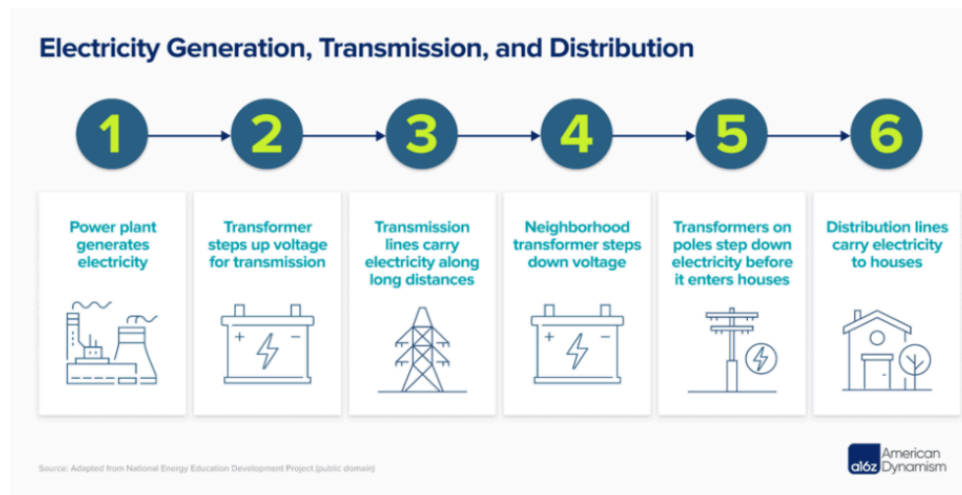 Electricity Generation, Transmission, and Distribution
1
2
3
4
5
6
Power plant
generates
electricity
Transformer
steps up voltage
for transmission
Transmission
lines carry
electricity along
long distances
Neighborhood
transformer steps
down voltage
Transformers on
poles step down
electricity before
it enters houses
Distribution lines
carry electricity
to houses
+ −
+ −
Source: Adapted from National Energy Education Development Project (public domain)
a16z
American
Dynamism